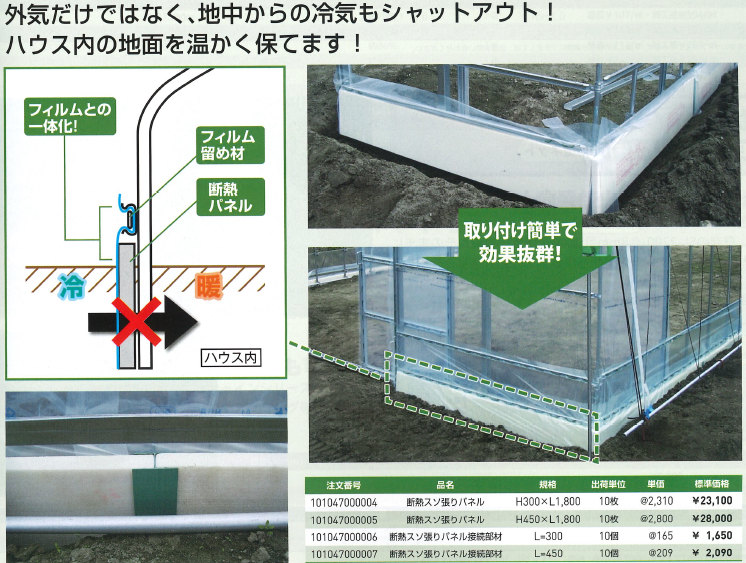 外気だけではなく、地中からの冷気もシャットアウト！
ハウス内の地面を温かく保てます！
フィルムとの
一体化!
フィルム
留め材
断熱
パネル
冷
暖
ハウス内
取り付け簡単で
効果抜群!
注文番号 品名 規格 出荷単位 単価 標準価格
101047000004 断熱スソ張りパネル H300×L1,800 10枚 @2,310 ¥23,100
101047000005 断熱スソ張りパネル H450×L1,800 10枚 @2,800 ¥28,000
101047000006 断熱スソ張りパネル接続部材 L=300 10個 @165 ¥ 1,650
101047000007 断熱スソ張りパネル接続部材 L=450 10個 @209 ¥ 2,090